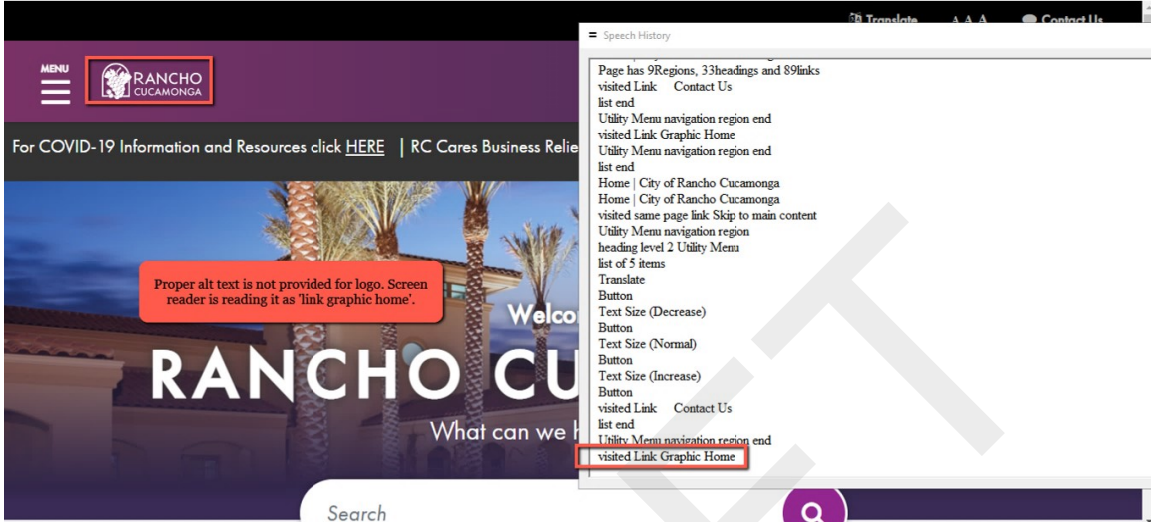 Translate A A A Contact Us
Speech History
MENU
RANCHO
CUCAMONGA
For COVID-19 Information and Resources click HERE | RC Cares Business Relie
Proper alt text is not provided for logo. Screen
reader is reading it as 'link graphic home'.
Welco
RANCHO CU
What can we h
Search
Page has 9Regions, 33headings and 89links
visited Link Contact Us
list end
Utility Menu navigation region end
visited Link Graphic Home
Utility Menu navigation region end
list end
Home | City of Rancho Cucamonga
Home | City of Rancho Cucamonga
visited same page link Skip to main content
Utility Menu navigation region
heading level 2 Utility Menu
list of 5 items
Translate
Button
Text Size (Decrease)
Button
Text Size (Normal)
Button
Text Size (Increase)
Button
visited Link Contact Us
list end
Utility Menu navigation region end
visited Link Graphic Home